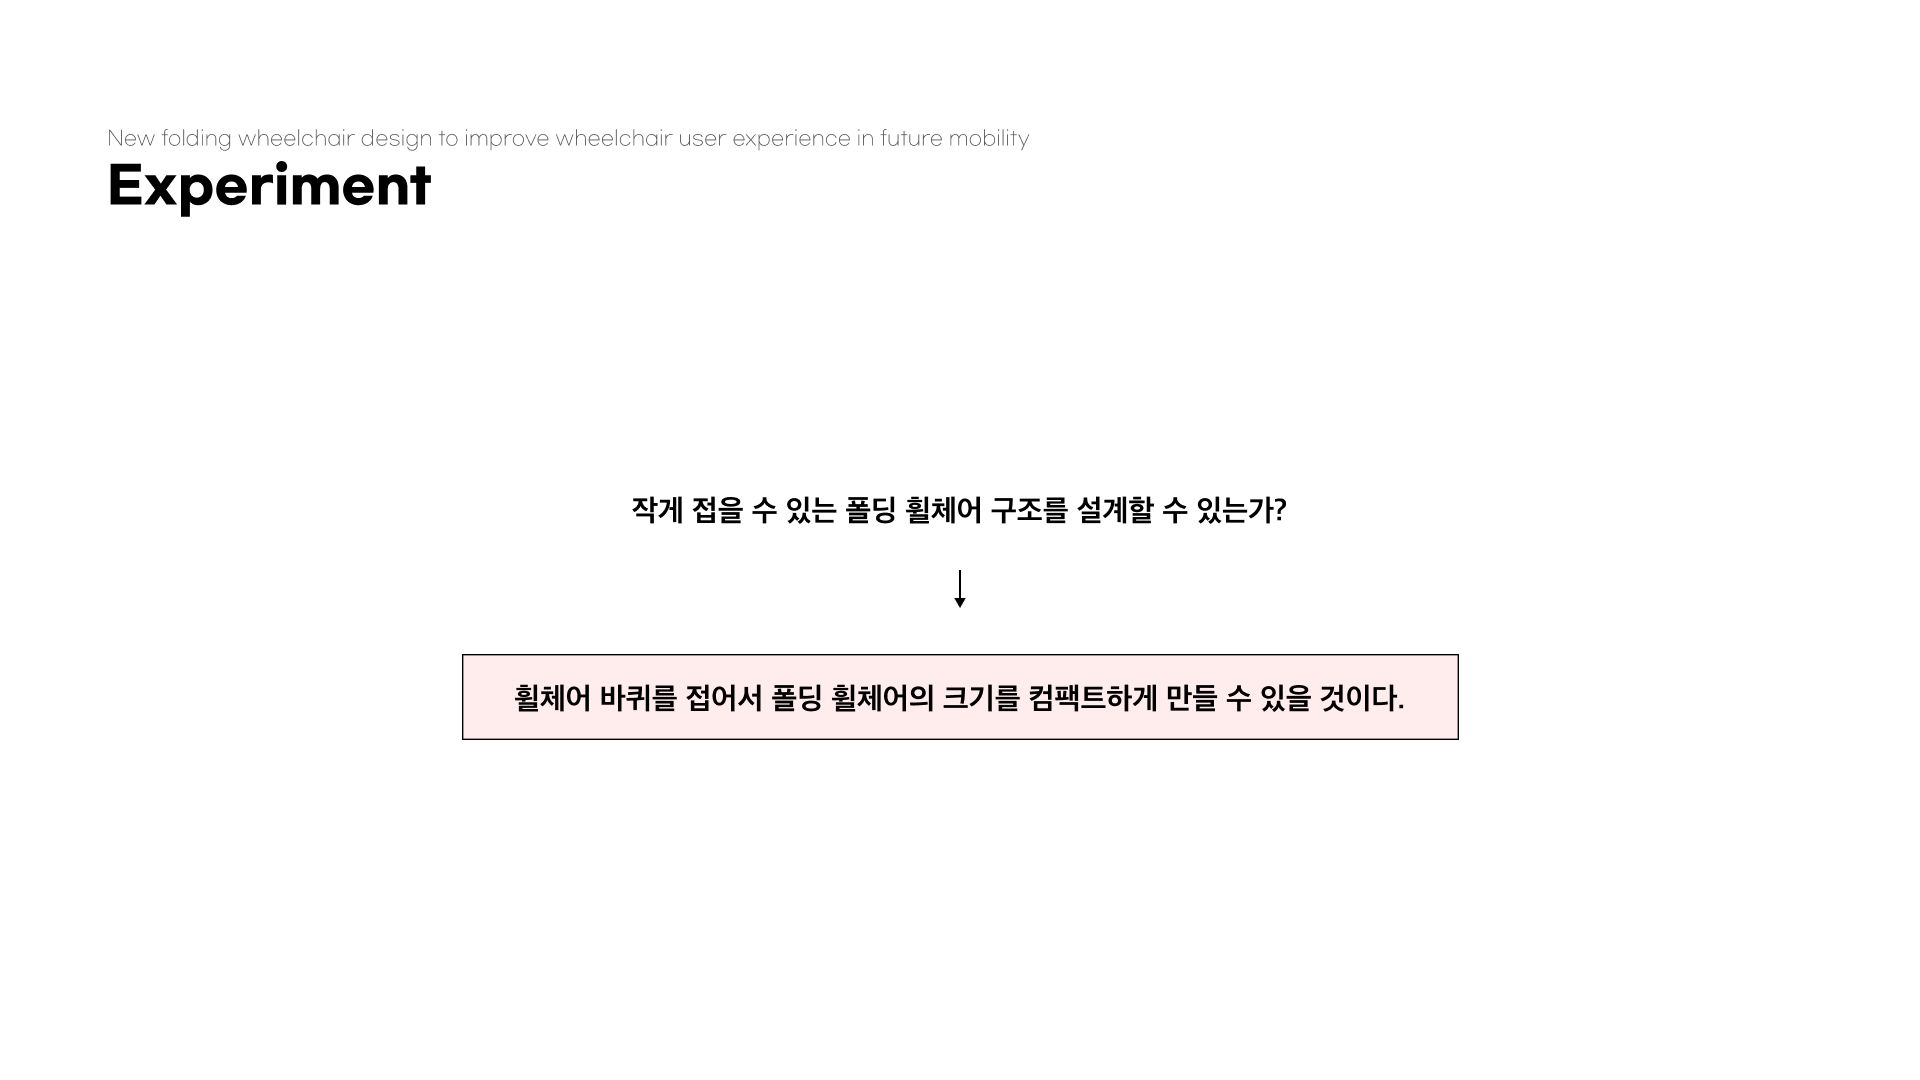 New folding wheelchair design to improve wheelchair user experience in future mobility
Experiment
작게 접을 수 있는 폴딩 휠체어 구조를 설계할 수 있는가?
휠체어 바퀴를 접어서 폴딩 휠체어의 크기를 컴팩트하게 만들 수 있을 것이다.